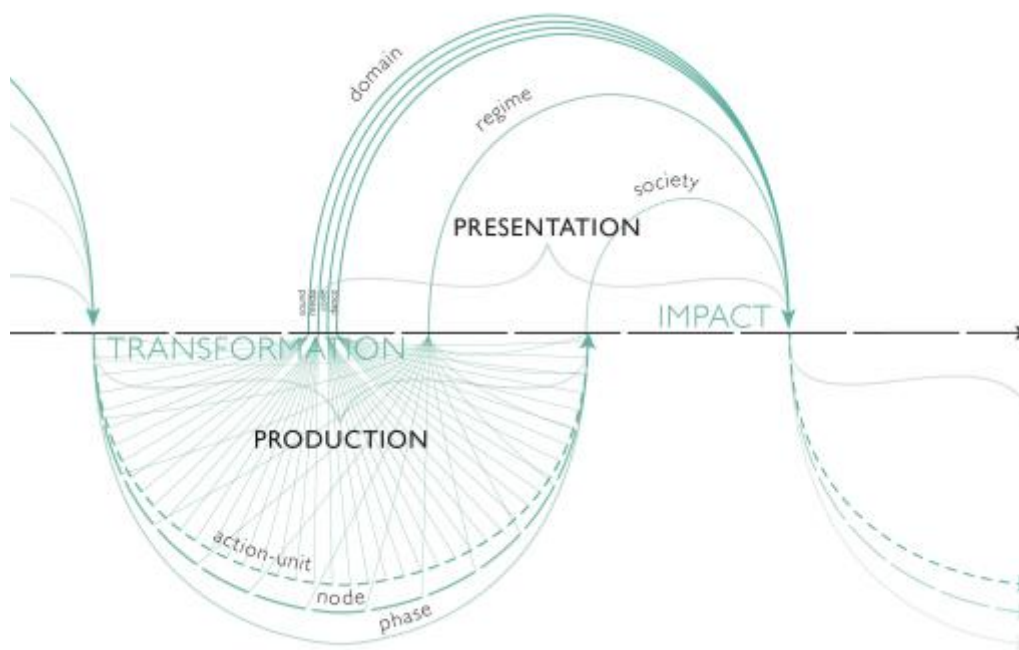 domain
regime
society
PRESENTATION
IMPACT
TRANSFORMATION
PRODUCTION
action-unit
node
phase